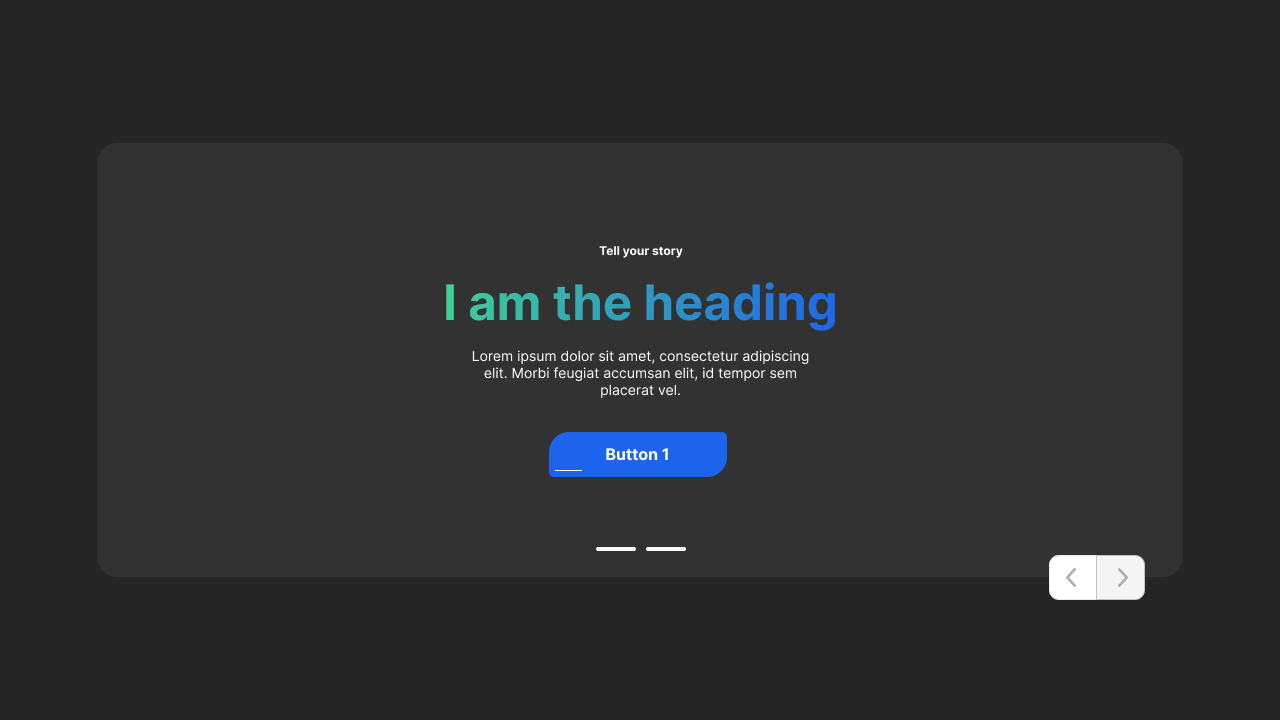 Tell your story
I am the heading
Lorem ipsum dolor sit amet, consectetur adipiscing
elit. Morbi feugiat accumsan elit, id tempor sem
placerat vel.
Button 1